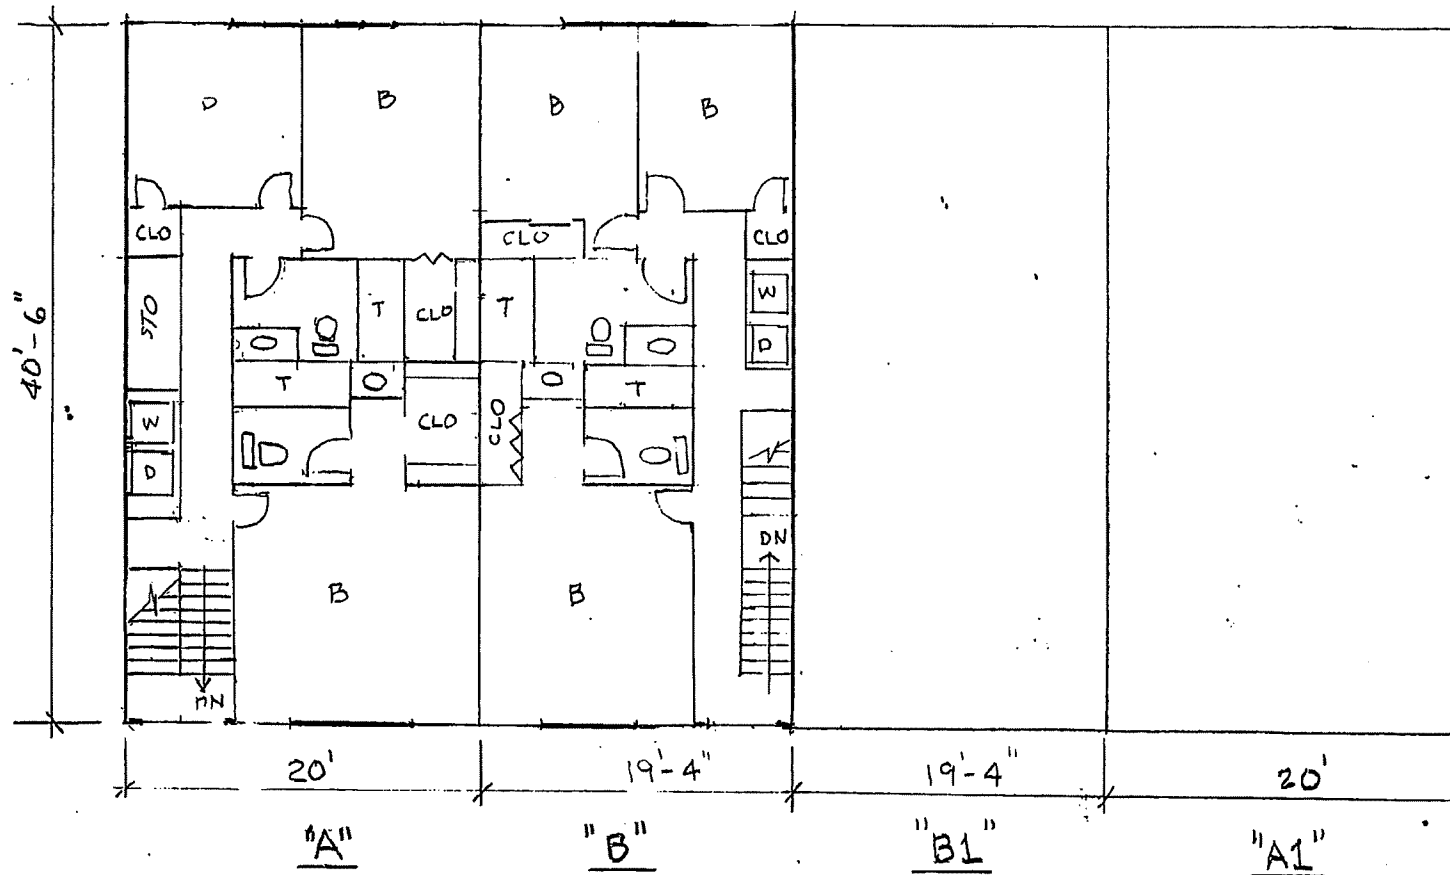 B B B
CLO CLO CLO
STO T CLO T W
40'-6"
D
T T
W CLO CLO
D
DN
B B
DN
20' 19'-4" 19'-4" 20'
"A" "B" "B1" "A1"